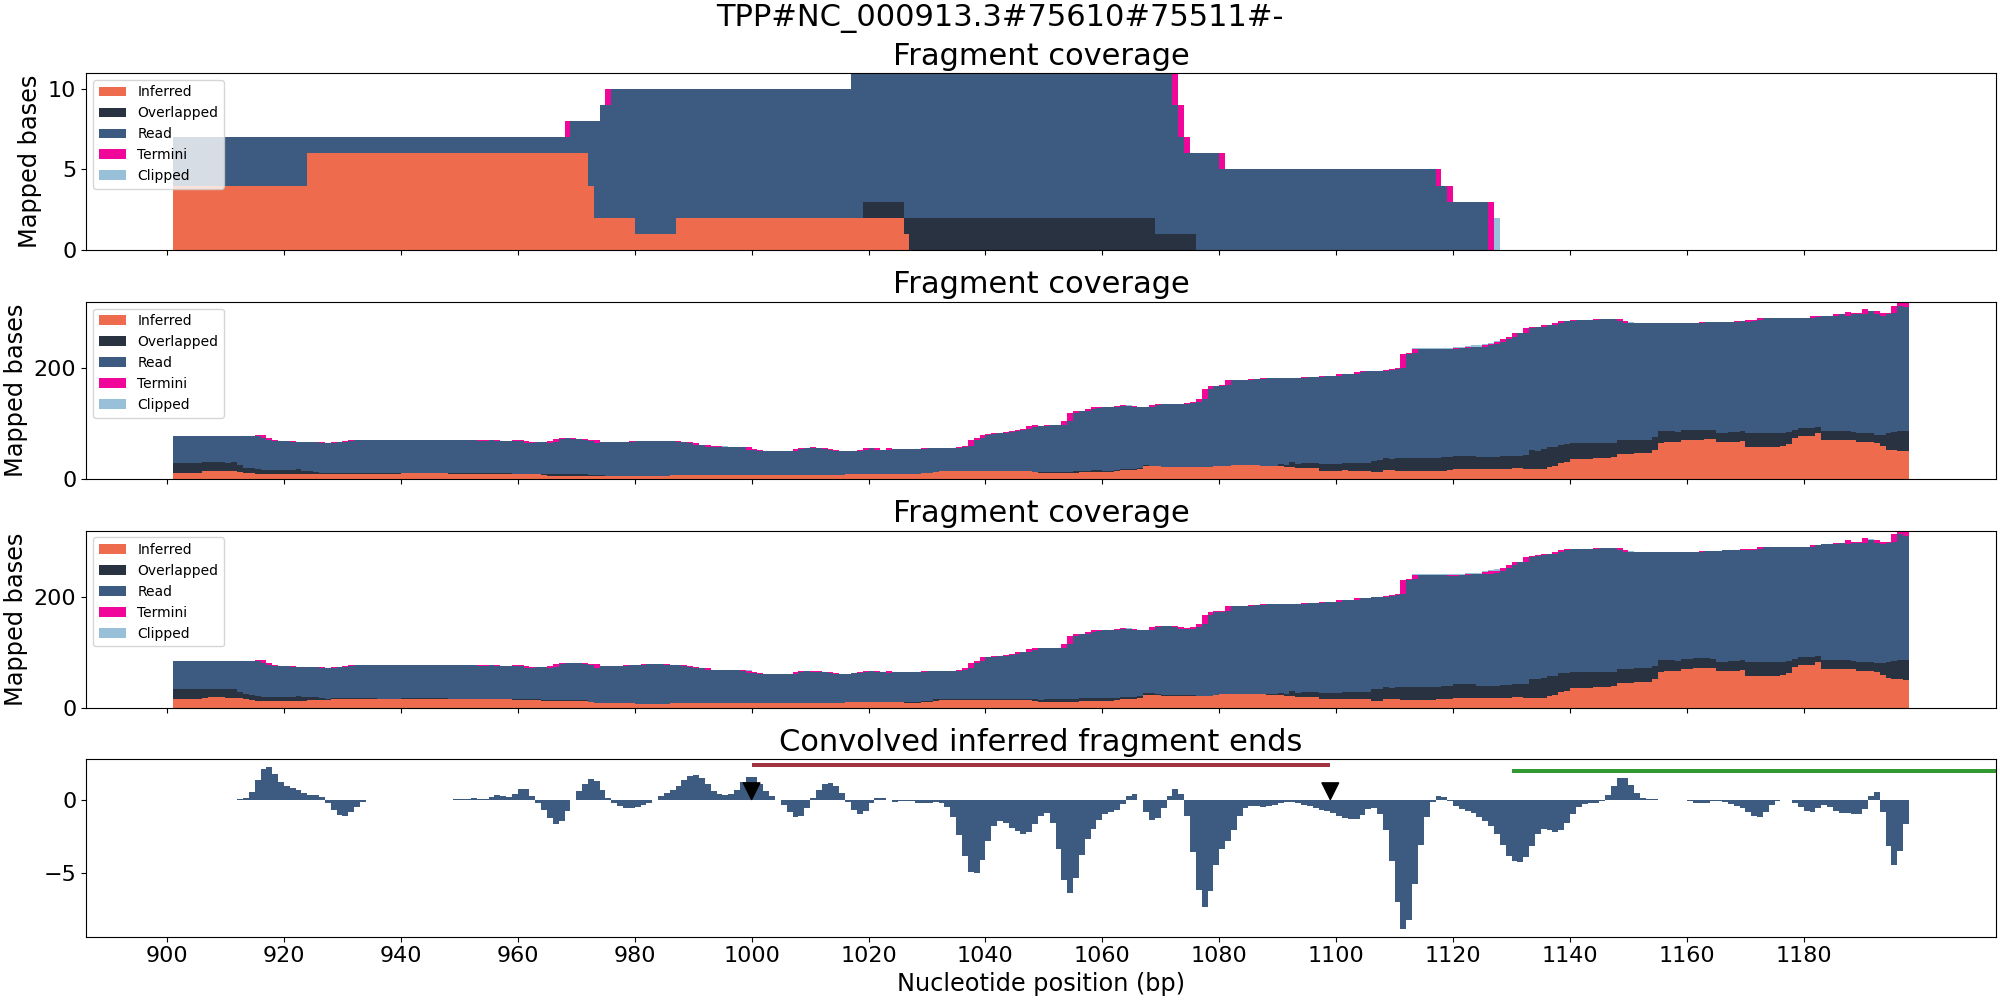 TPP#NC_000913.3#75610#75511#-
Fragment coverage
Mapped bases
10
5
0
Inferred
Overlapped
Read
Termini
Clipped
Fragment coverage
Mapped bases
200
0
Inferred
Overlapped
Read
Termini
Clipped
Fragment coverage
Mapped bases
200
0
Inferred
Overlapped
Read
Termini
Clipped
Convolved inferred fragment ends
0
−5
900 920 940 960 980 1000 1020 1040 1060 1080 1100 1120 1140 1160 1180
Nucleotide position (bp)